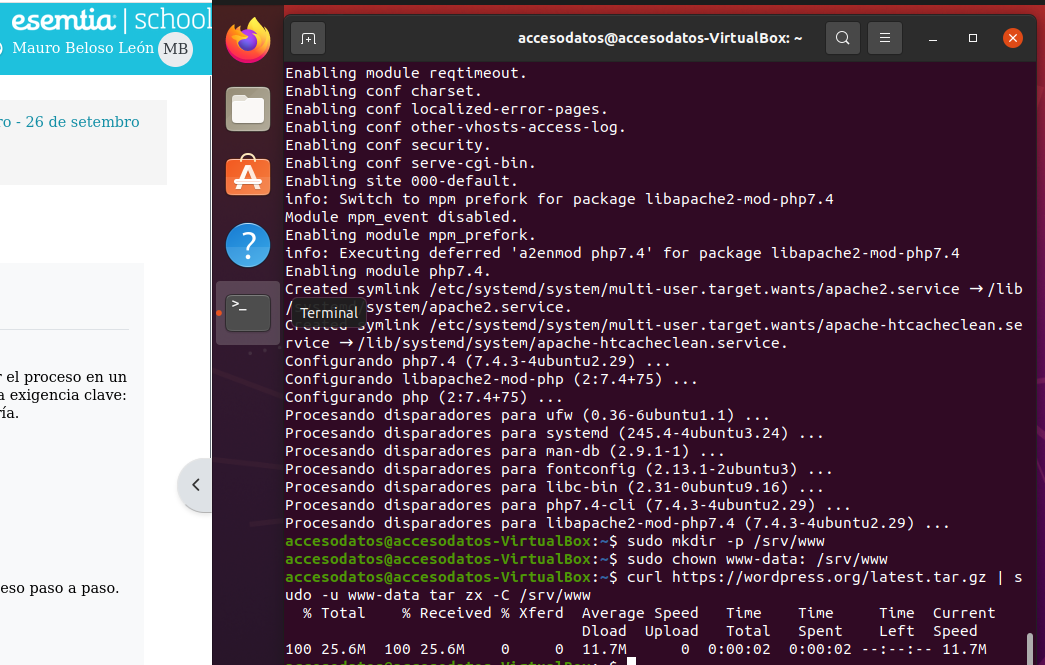 esemtia | school
Mauro Beloso León MB
ro - 26 de setembro
r el proceso en un
a exigencia clave:
ría.
eso paso a paso.
accesodatos@accesodatos-VirtualBox: ~
Enabling module reqtimeout.
Enabling conf charset.
Enabling conf localized-error-pages.
Enabling conf other-vhosts-access-log.
Enabling conf security.
Enabling conf serve-cgi-bin.
Enabling site 000-default.
info: Switch to mpm prefork for package libapache2-mod-php7.4
Module mpm_event disabled.
Enabling module mpm_prefork.
info: Executing deferred 'a2enmod php7.4' for package libapache2-mod-php7.4
Enabling module php7.4.
Created symlink /etc/systemd/system/multi-user.target.wants/apache2.service → /lib
/systemd/system/apache2.service.
Terminal
Created symlink /etc/systemd/system/multi-user.target.wants/apache-htcacheclean.se
rvice → /lib/systemd/system/apache-htcacheclean.service.
Configurando php7.4 (7.4.3-4ubuntu2.29) ...
Configurando libapache2-mod-php (2:7.4+75) ...
Configurando php (2:7.4+75) ...
Procesando disparadores para ufw (0.36-6ubuntu1.1) ...
Procesando disparadores para systemd (245.4-4ubuntu3.24) ...
Procesando disparadores para man-db (2.9.1-1) ...
Procesando disparadores para fontconfig (2.13.1-2ubuntu3) ...
Procesando disparadores para libc-bin (2.31-0ubuntu9.16) ...
Procesando disparadores para php7.4-cli (7.4.3-4ubuntu2.29) ...
Procesando disparadores para libapache2-mod-php7.4 (7.4.3-4ubuntu2.29) ...
accesodatos@accesodatos-VirtualBox:~$ sudo mkdir -p /srv/www
accesodatos@accesodatos-VirtualBox:~$ sudo chown www-data: /srv/www
accesodatos@accesodatos-VirtualBox:~$ curl https://wordpress.org/latest.tar.gz | s
udo -u www-data tar zx -C /srv/www
% Total % Received % Xferd Average Speed Time Time Time Current
Dload Upload Total Spent Left Speed
100 25.6M 100 25.6M 0 0 11.7M 0 0:00:02 0:00:02 --:--:-- 11.7M